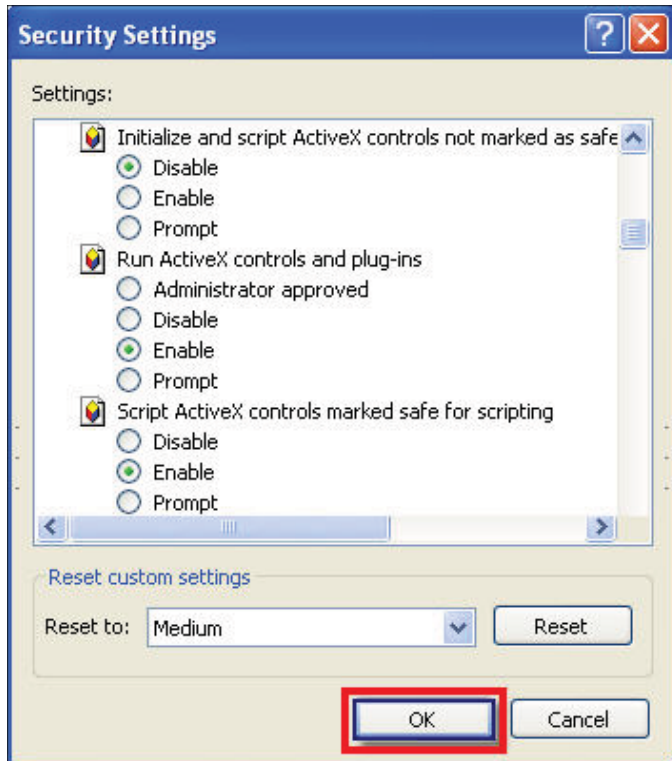 Security Settings
Settings:
Initialize and script ActiveX controls not marked as safe
Disable
Enable
Prompt
Run ActiveX controls and plug-ins
Administrator approved
Disable
Enable
Prompt
Script ActiveX controls marked safe for scripting
Disable
Enable
Prompt
Reset custom settings
Reset to: Medium Reset
OK Cancel